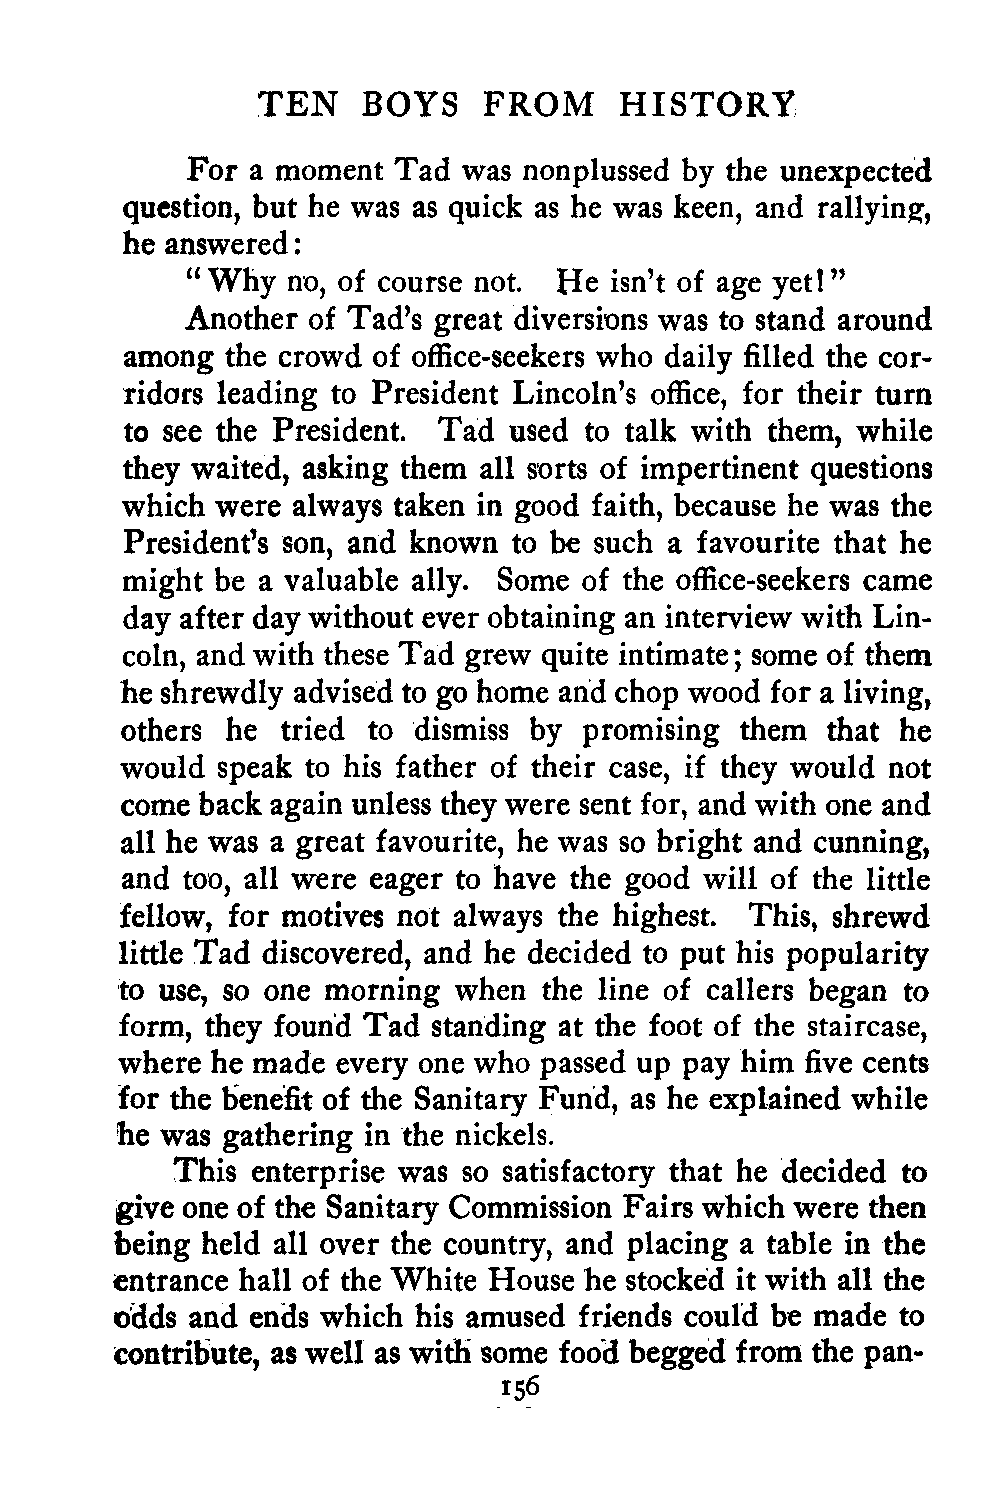 TEN BOYS FROM HISTORY
For a moment Tad was nonplussed by the unexpected
question, but he was as quick as he was keen, and rallying,
he answered:
"Why no, of course not. He isn't of age yet!"
Another of Tad's great diversions was to stand around
among the crowd of office-seekers who daily filled the cor-
ridors leading to President Lincoln's office, for their turn
to see the President. Tad used to talk with them, while
they waited, asking them all sorts of impertinent questions
which were always taken in good faith, because he was the
President's son, and known to be such a favourite that he
might be a valuable ally. Some of the office-seekers came
day after day without ever obtaining an interview with Lin-
coln, and with these Tad grew quite intimate; some of them
he shrewdly advised to go home and chop wood for a living,
others he tried to dismiss by promising them that he
would speak to his father of their case, if they would not
come back again unless they were sent for, and with one and
all he was a great favourite, he was so bright and cunning,
and too, all were eager to have the good will of the little
fellow, for motives not always the highest. This, shrewd
little Tad discovered, and he decided to put his popularity
to use, so one morning when the line of callers began to
form, they found Tad standing at the foot of the staircase,
where he made every one who passed up pay him five cents
for the benefit of the Sanitary Fund, as he explained while
he was gathering in the nickels.
This enterprise was so satisfactory that he decided to
give one of the Sanitary Commission Fairs which were then
being held all over the country, and placing a table in the
entrance hall of the White House he stocked it with all the
odds and ends which his amused friends could be made to
contribute, as well as with some food begged from the pan-
156